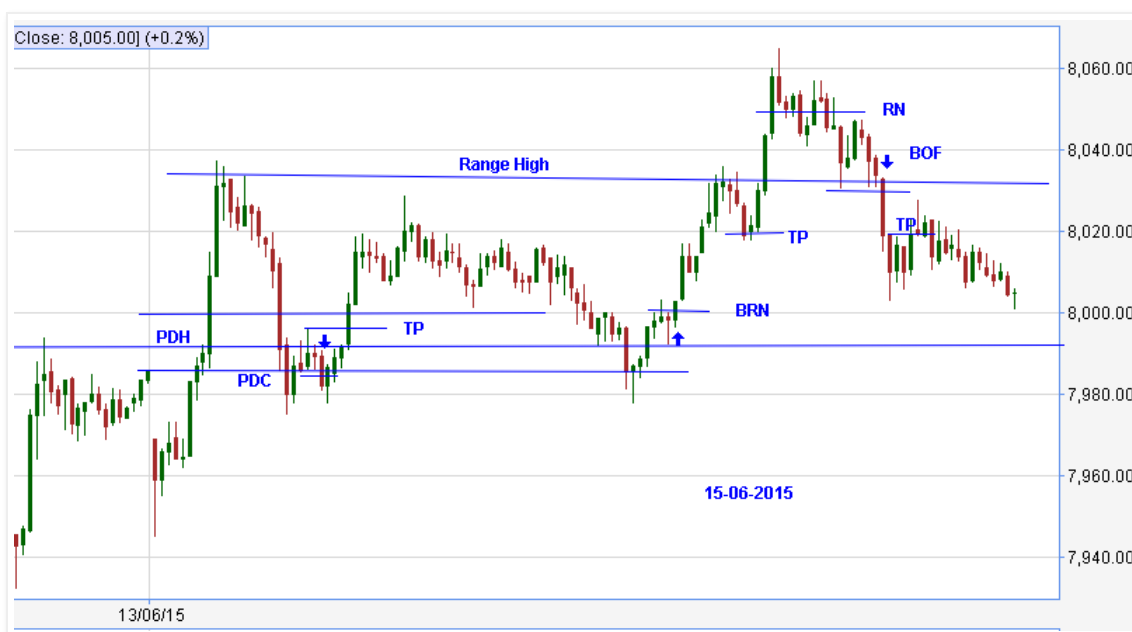 Close: 8,005.00] (+0.2%)
8,060.00
RN
BOF
8,040.00
Range High
TP
TP
8,020.00
BRN
8,000.00
TP
PDH
PDC
7,980.00
7,960.00
15-06-2015
7,940.00
13/06/15